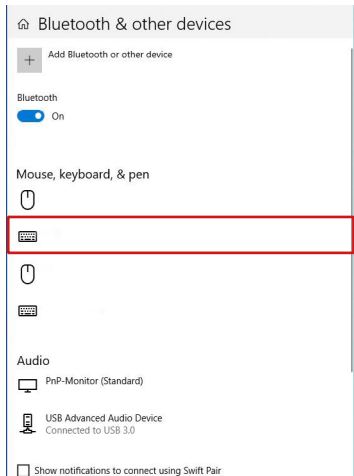 Bluetooth & other devices
Add Bluetooth or other device
Bluetooth
On
Mouse, keyboard, & pen
Audio
PnP-Monitor (Standard)
USB Advanced Audio Device
Connected to USB 3.0
Show notifications to connect using Swift Pair